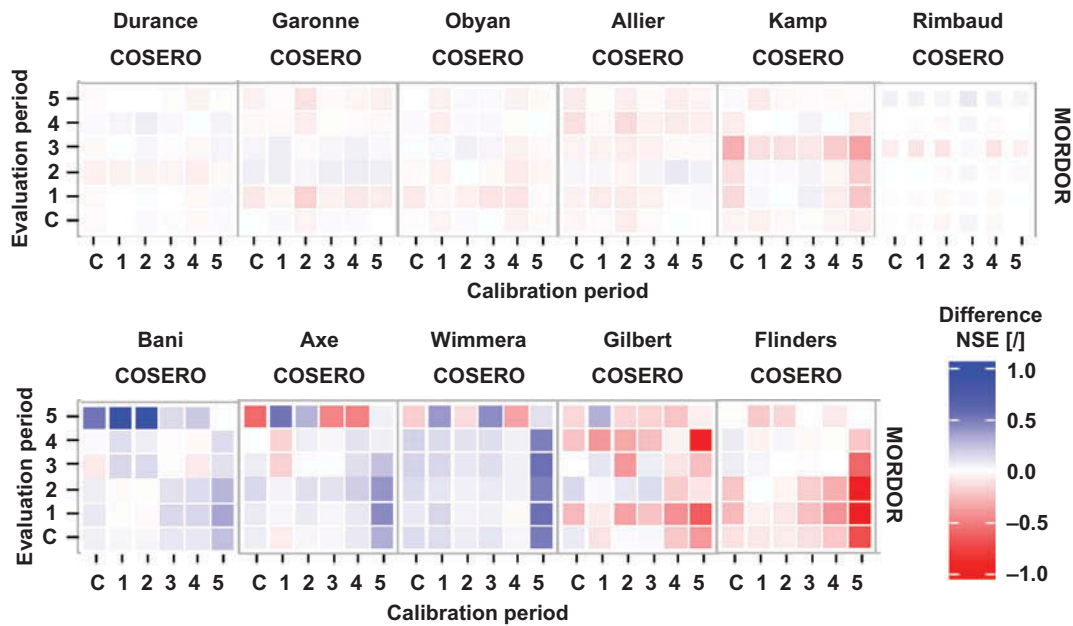 Durance Garonne Obyan Allier Kamp Rimbaud
COSERO COSERO COSERO COSERO COSERO COSERO
Evaluation period
5
4
3
2
1
C
MORDOR
C 1 2 3 4 5 C 1 2 3 4 5 C 1 2 3 4 5 C 1 2 3 4 5 C 1 2 3 4 5 C 1 2 3 4 5
Calibration period
Bani Axe Wimmera Gilbert Flinders
COSERO COSERO COSERO COSERO COSERO
Evaluation period
5
4
3
2
1
C
MORDOR
C 1 2 3 4 5 C 1 2 3 4 5 C 1 2 3 4 5 C 1 2 3 4 5 C 1 2 3 4 5
Calibration period
Difference
NSE [/]
1.0
0.5
0.0
–0.5
–1.0